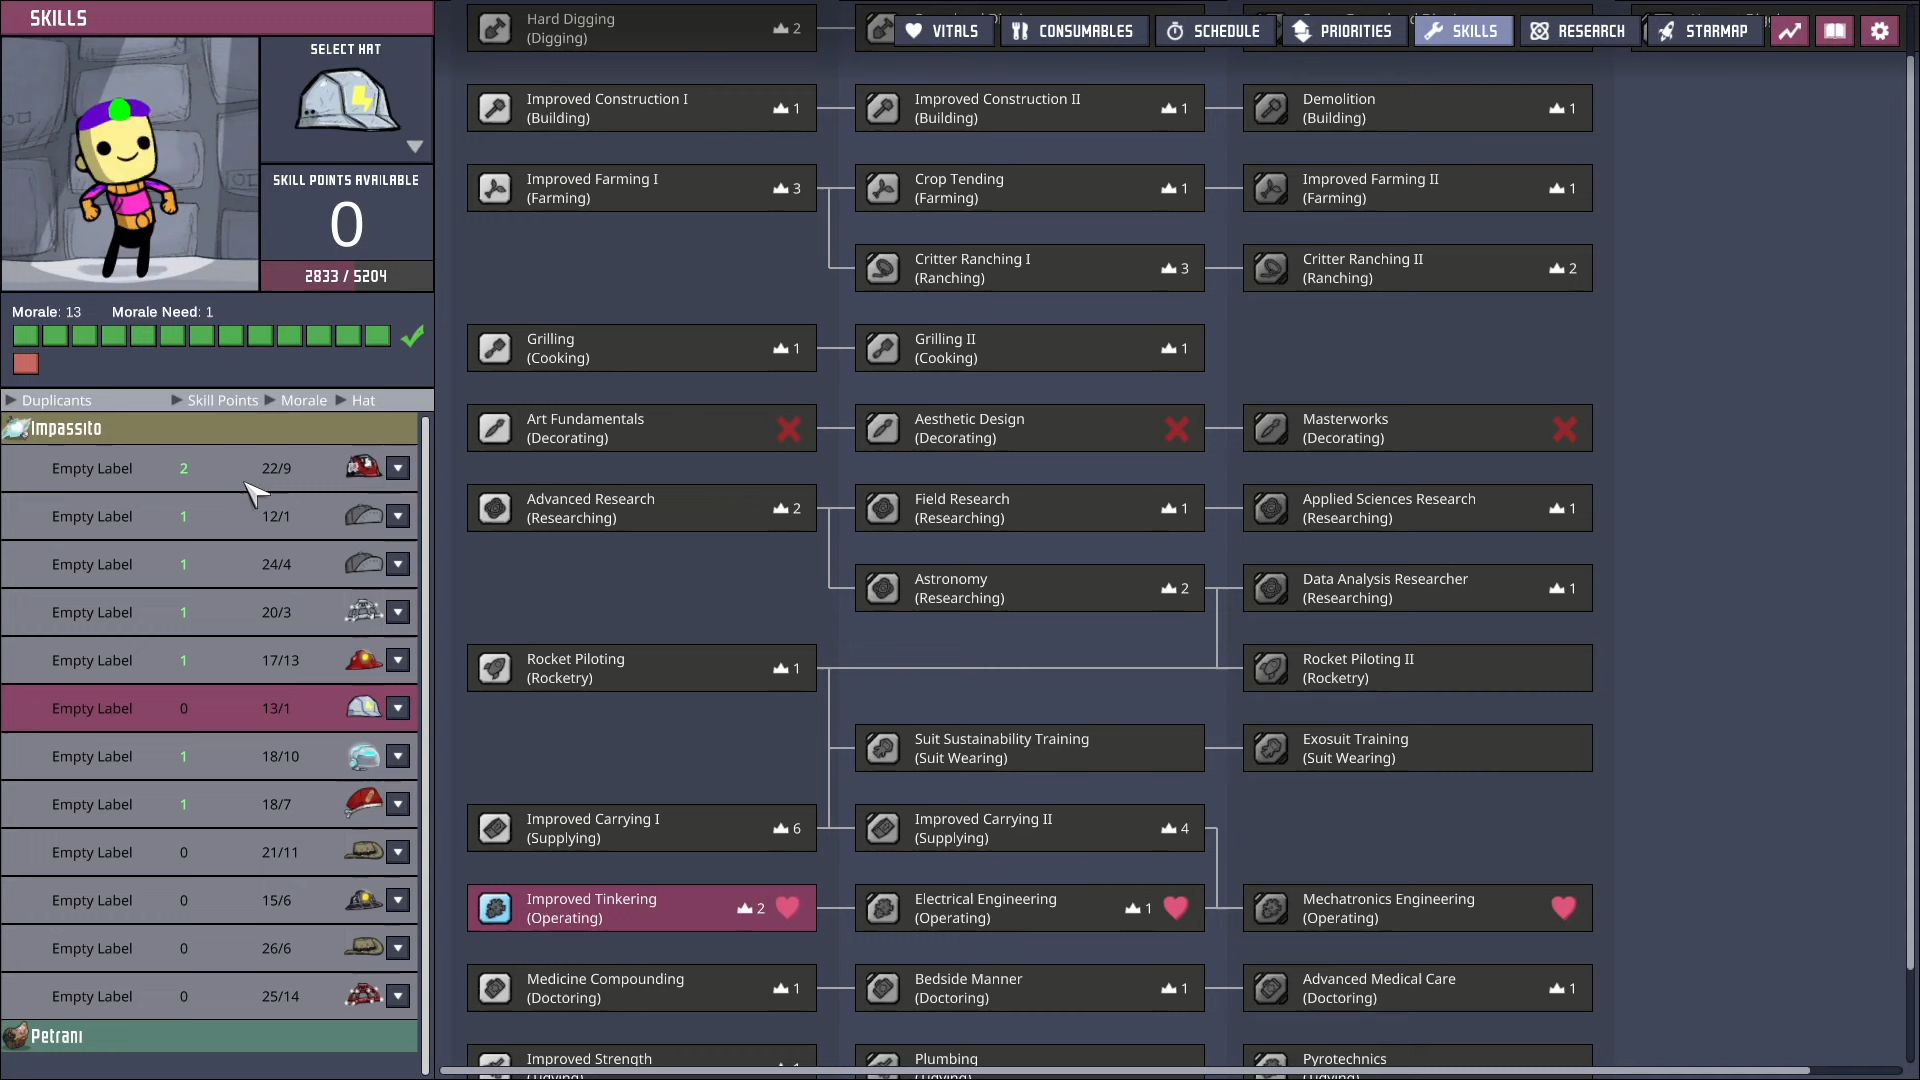 SKILLS
SELECT HAT
SKILL POINTS AVAILABLE
0
2833 / 5204
Morale: 13 Morale Need: 1
Duplicants Skill Points Morale Hat
Impassito
Empty Label 2 22/9
Empty Label 1 12/1
Empty Label 1 24/4
Empty Label 1 20/3
Empty Label 1 17/13
Empty Label 0 13/1
Empty Label 1 18/10
Empty Label 1 18/7
Empty Label 0 21/11
Empty Label 0 15/6
Empty Label 0 26/6
Empty Label 0 25/14
Petrani
VITALS CONSUMABLES SCHEDULE PRIORITIES SKILLS RESEARCH STARMAP
Hard Digging 2
(Digging)
Improved Construction I 1
(Building)
Improved Construction II 1
(Building)
Demolition 1
(Building)
Improved Farming I 3
(Farming)
Crop Tending 1
(Farming)
Improved Farming II 1
(Farming)
Critter Ranching I 3
(Ranching)
Critter Ranching II 2
(Ranching)
Grilling 1
(Cooking)
Grilling II 1
(Cooking)
Art Fundamentals
(Decorating)
Aesthetic Design
(Decorating)
Masterworks
(Decorating)
Advanced Research 2
(Researching)
Field Research 1
(Researching)
Applied Sciences Research 1
(Researching)
Astronomy 2
(Researching)
Data Analysis Researcher 1
(Researching)
Rocket Piloting 1
(Rocketry)
Rocket Piloting II
(Rocketry)
Suit Sustainability Training
(Suit Wearing)
Exosuit Training
(Suit Wearing)
Improved Carrying I 6
(Supplying)
Improved Carrying II 4
(Supplying)
Improved Tinkering 2
(Operating)
Electrical Engineering 1
(Operating)
Mechatronics Engineering
(Operating)
Medicine Compounding 1
(Doctoring)
Bedside Manner 1
(Doctoring)
Advanced Medical Care 1
(Doctoring)
Improved Strength
(Tidying)
Plumbing
(Tidying)
Pyrotechnics
(Tidying)